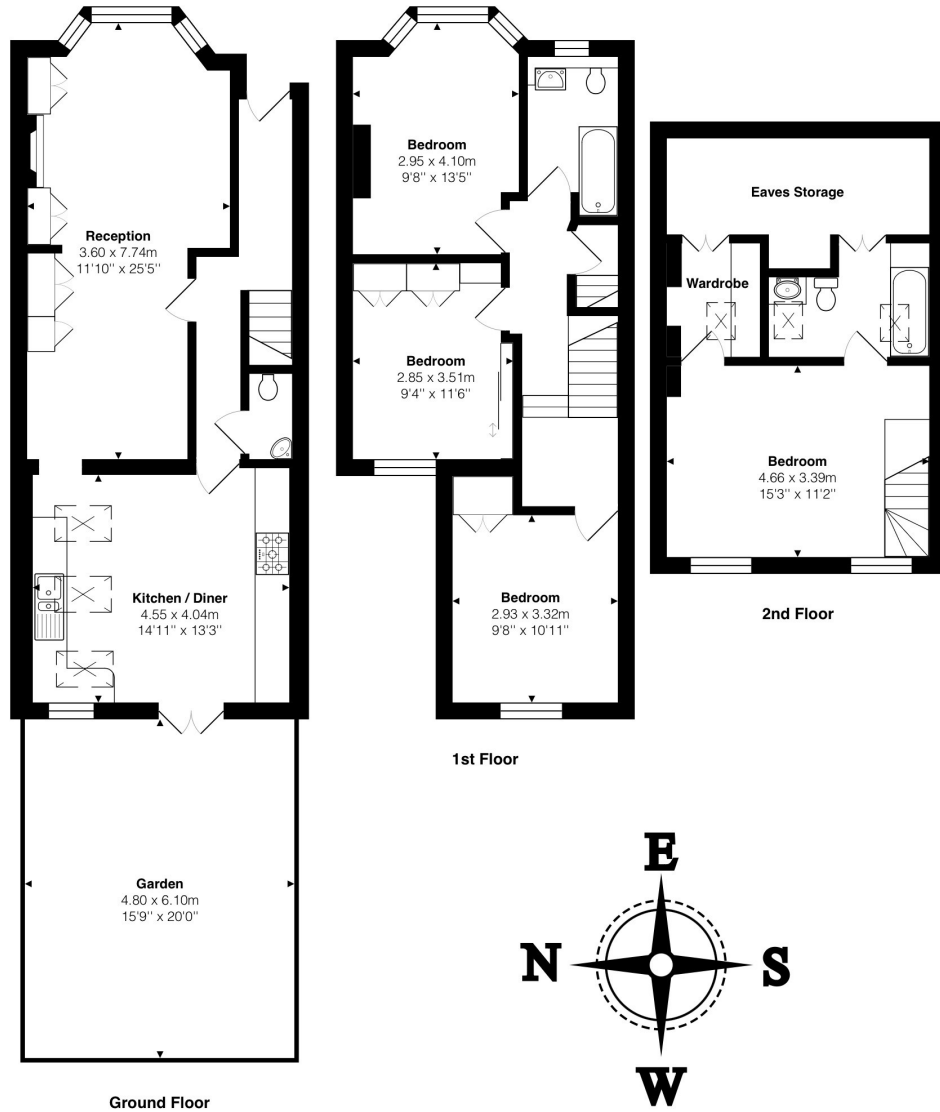 Reception
3.60 x 7.74m
11'10" x 25'5"
Kitchen / Diner
4.55 x 4.04m
14'11" x 13'3"
Garden
4.80 x 6.10m
15'9" x 20'0"
Ground Floor
Bedroom
2.95 x 4.10m
9'8" x 13'5"
Bedroom
2.85 x 3.51m
9'4" x 11'6"
Bedroom
2.93 x 3.32m
9'8" x 10'11"
1st Floor
Eaves Storage
Wardrobe
Bedroom
4.66 x 3.39m
15'3" x 11'2"
2nd Floor
E
N
S
W